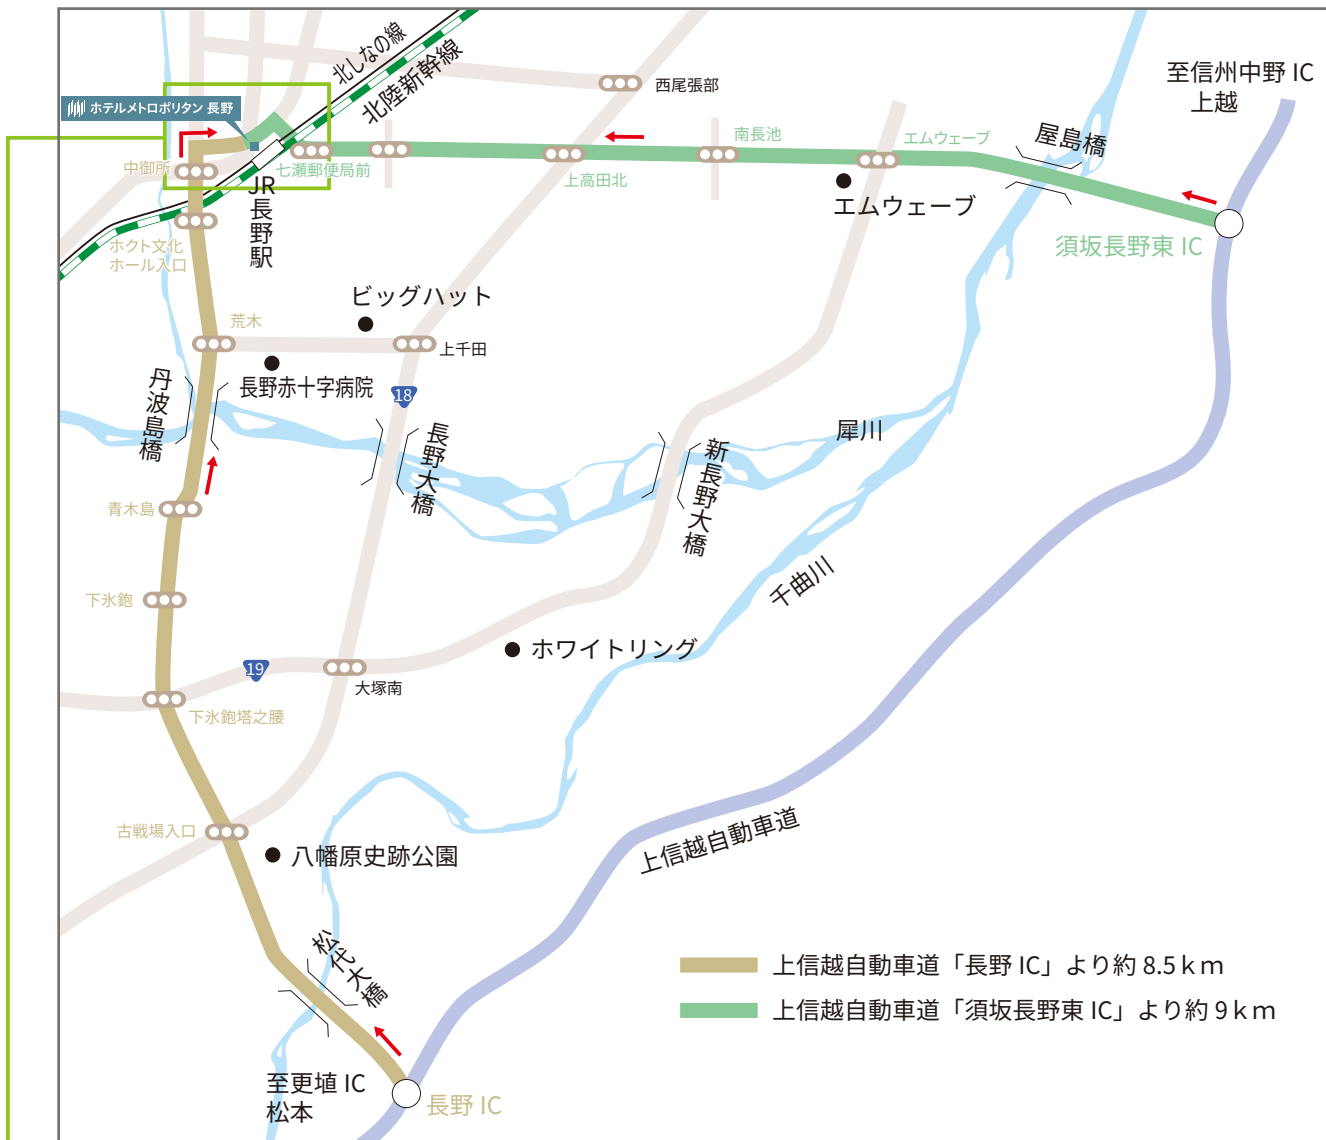 北しなの線
北陸新幹線
西尾張部
至信州中野 IC
上越
ホテルメトロポリタン 長野
中御所
七瀬郵便局前
JR
長野駅
上高田北
南長池
エムウェーブ
エムウェーブ
屋島橋
須坂長野東 IC
ホクト文化
ホール入口
ビッグハット
荒木
上千田
長野赤十字病院
18
丹波島橋
長野大橋
新長野大橋
犀川
青木島
千曲川
下氷鉋
ホワイトリング
19
大塚南
下氷鉋塔之腰
古戦場入口
八幡原史跡公園
上信越自動車道
松代大橋
上信越自動車道「長野 IC」より約 8.5ｋｍ
上信越自動車道「須坂長野東 IC」より約 9ｋｍ
至更埴 IC
松本
長野 IC